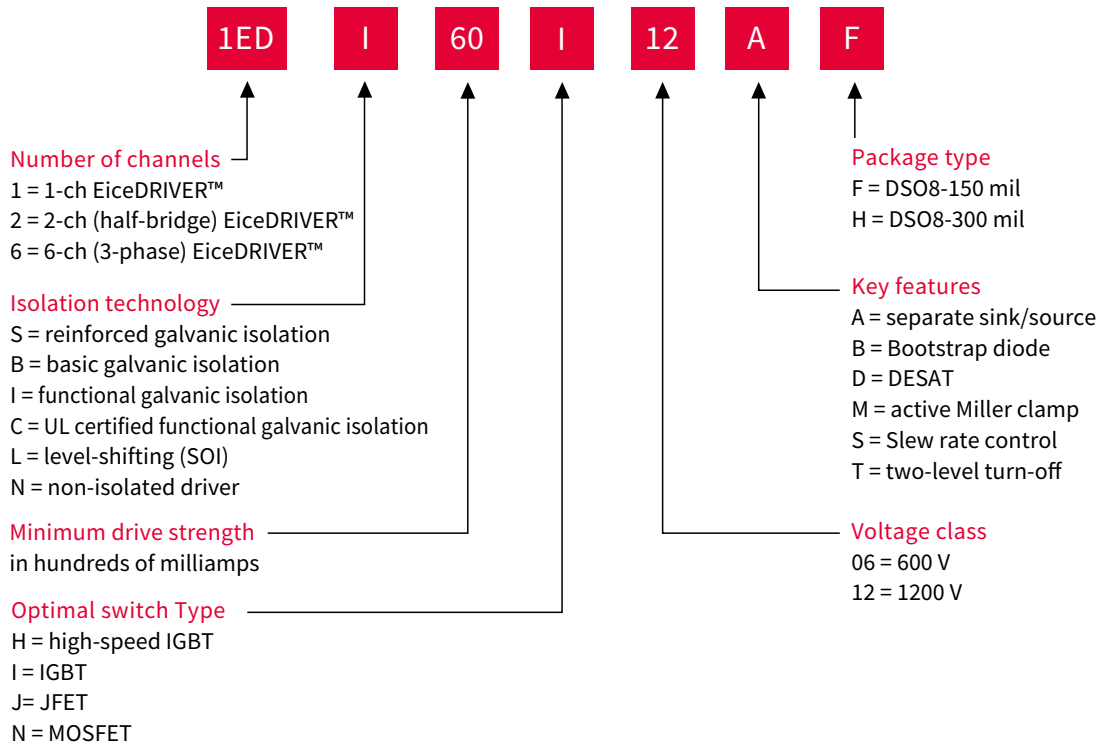 1ED I 60 I 12 A F
Number of channels
1 = 1-ch EiceDRIVER™
2 = 2-ch (half-bridge) EiceDRIVER™
6 = 6-ch (3-phase) EiceDRIVER™
Isolation technology
S = reinforced galvanic isolation
B = basic galvanic isolation
I = functional galvanic isolation
C = UL certified functional galvanic isolation
L = level-shifting (SOI)
N = non-isolated driver
Minimum drive strength
in hundreds of milliamps
Optimal switch Type
H = high-speed IGBT
I = IGBT
J= JFET
N = MOSFET
Package type
F = DSO8-150 mil
H = DSO8-300 mil
Key features
A = separate sink/source
B = Bootstrap diode
D = DESAT
M = active Miller clamp
S = Slew rate control
T = two-level turn-off
Voltage class
06 = 600 V
12 = 1200 V